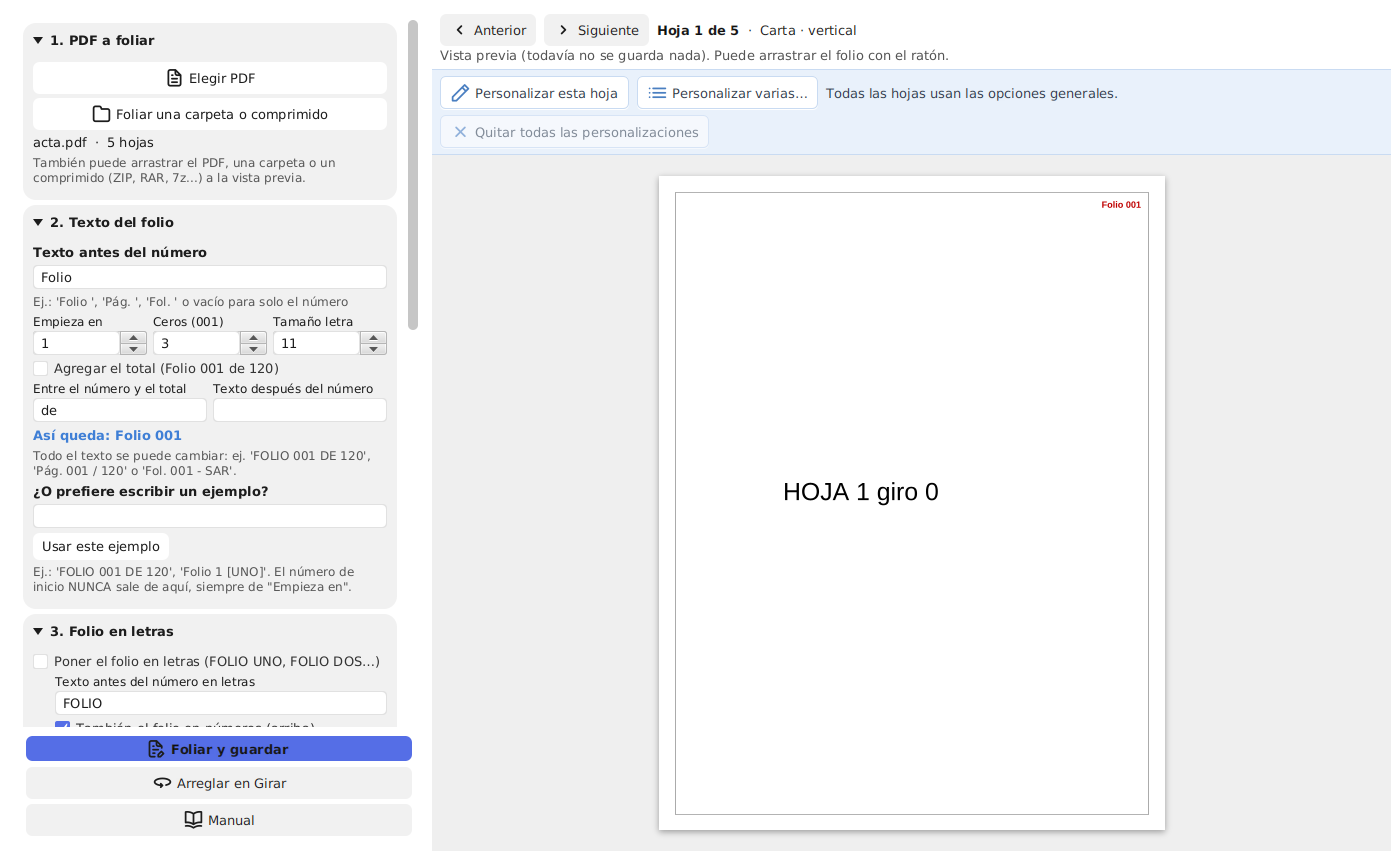 1. PDF a foliar
Elegir PDF
Foliar una carpeta o comprimido
acta.pdf · 5 hojas
También puede arrastrar el PDF, una carpeta o un
comprimido (ZIP, RAR, 7z...) a la vista previa.
2. Texto del folio
Texto antes del número
Folio
Ej.: 'Folio ', 'Pág. ', 'Fol. ' o vacío para solo el número
Empieza en Ceros (001) Tamaño letra
1 3 11
Agregar el total (Folio 001 de 120)
Entre el número y el total Texto después del número
de
Así queda: Folio 001
Todo el texto se puede cambiar: ej. 'FOLIO 001 DE 120',
'Pág. 001 / 120' o 'Fol. 001 - SAR'.
¿O prefiere escribir un ejemplo?
Usar este ejemplo
Ej.: 'FOLIO 001 DE 120', 'Folio 1 [UNO]'. El número de
inicio NUNCA sale de aquí, siempre de "Empieza en".
3. Folio en letras
Poner el folio en letras (FOLIO UNO, FOLIO DOS...)
Texto antes del número en letras
FOLIO
También el folio en números (arriba)
Foliar y guardar
Arreglar en Girar
Manual
Anterior Siguiente Hoja 1 de 5 · Carta · vertical
Vista previa (todavía no se guarda nada). Puede arrastrar el folio con el ratón.
Personalizar esta hoja Personalizar varias... Todas las hojas usan las opciones generales.
Quitar todas las personalizaciones
Folio 001
HOJA 1 giro 0